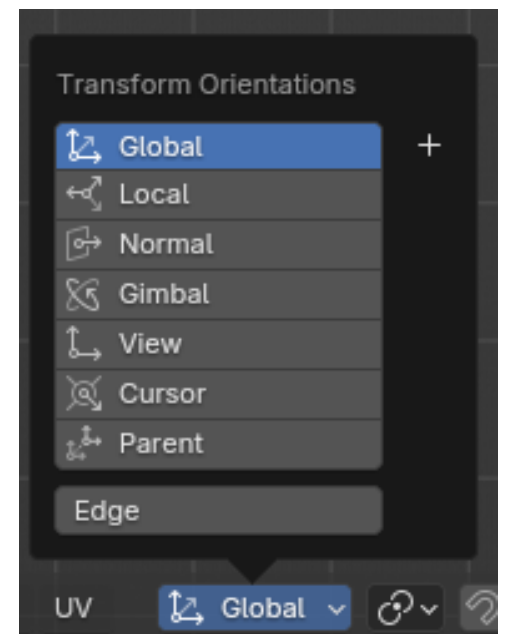 Transform Orientations
Global
Local
Normal
Gimbal
View
Cursor
Parent
Edge
UV Global